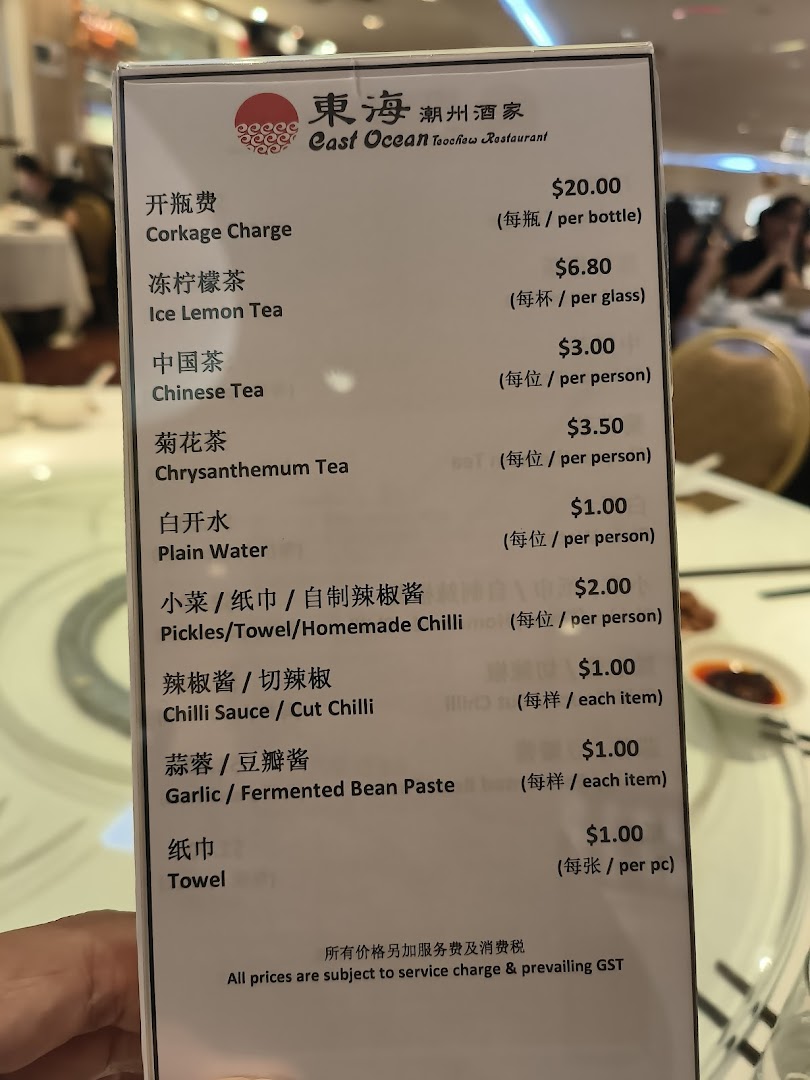 東海 潮州酒家
East Ocean Teochew Restaurant
开瓶费 $20.00
Corkage Charge (每瓶 / per bottle)
冻柠檬茶 $6.80
Ice Lemon Tea (每杯 / per glass)
中国茶 $3.00
Chinese Tea (每位 / per person)
菊花茶 $3.50
Chrysanthemum Tea (每位 / per person)
白开水 $1.00
Plain Water (每位 / per person)
小菜 / 纸巾 / 自制辣椒酱 $2.00
Pickles/Towel/Homemade Chilli (每位 / per person)
辣椒酱 / 切辣椒 $1.00
Chilli Sauce / Cut Chilli (每样 / each item)
蒜蓉 / 豆瓣酱 $1.00
Garlic / Fermented Bean Paste (每样 / each item)
纸巾 $1.00
Towel (每张 / per pc)
所有价格另加服务费及消费税
All prices are subject to service charge & prevailing GST